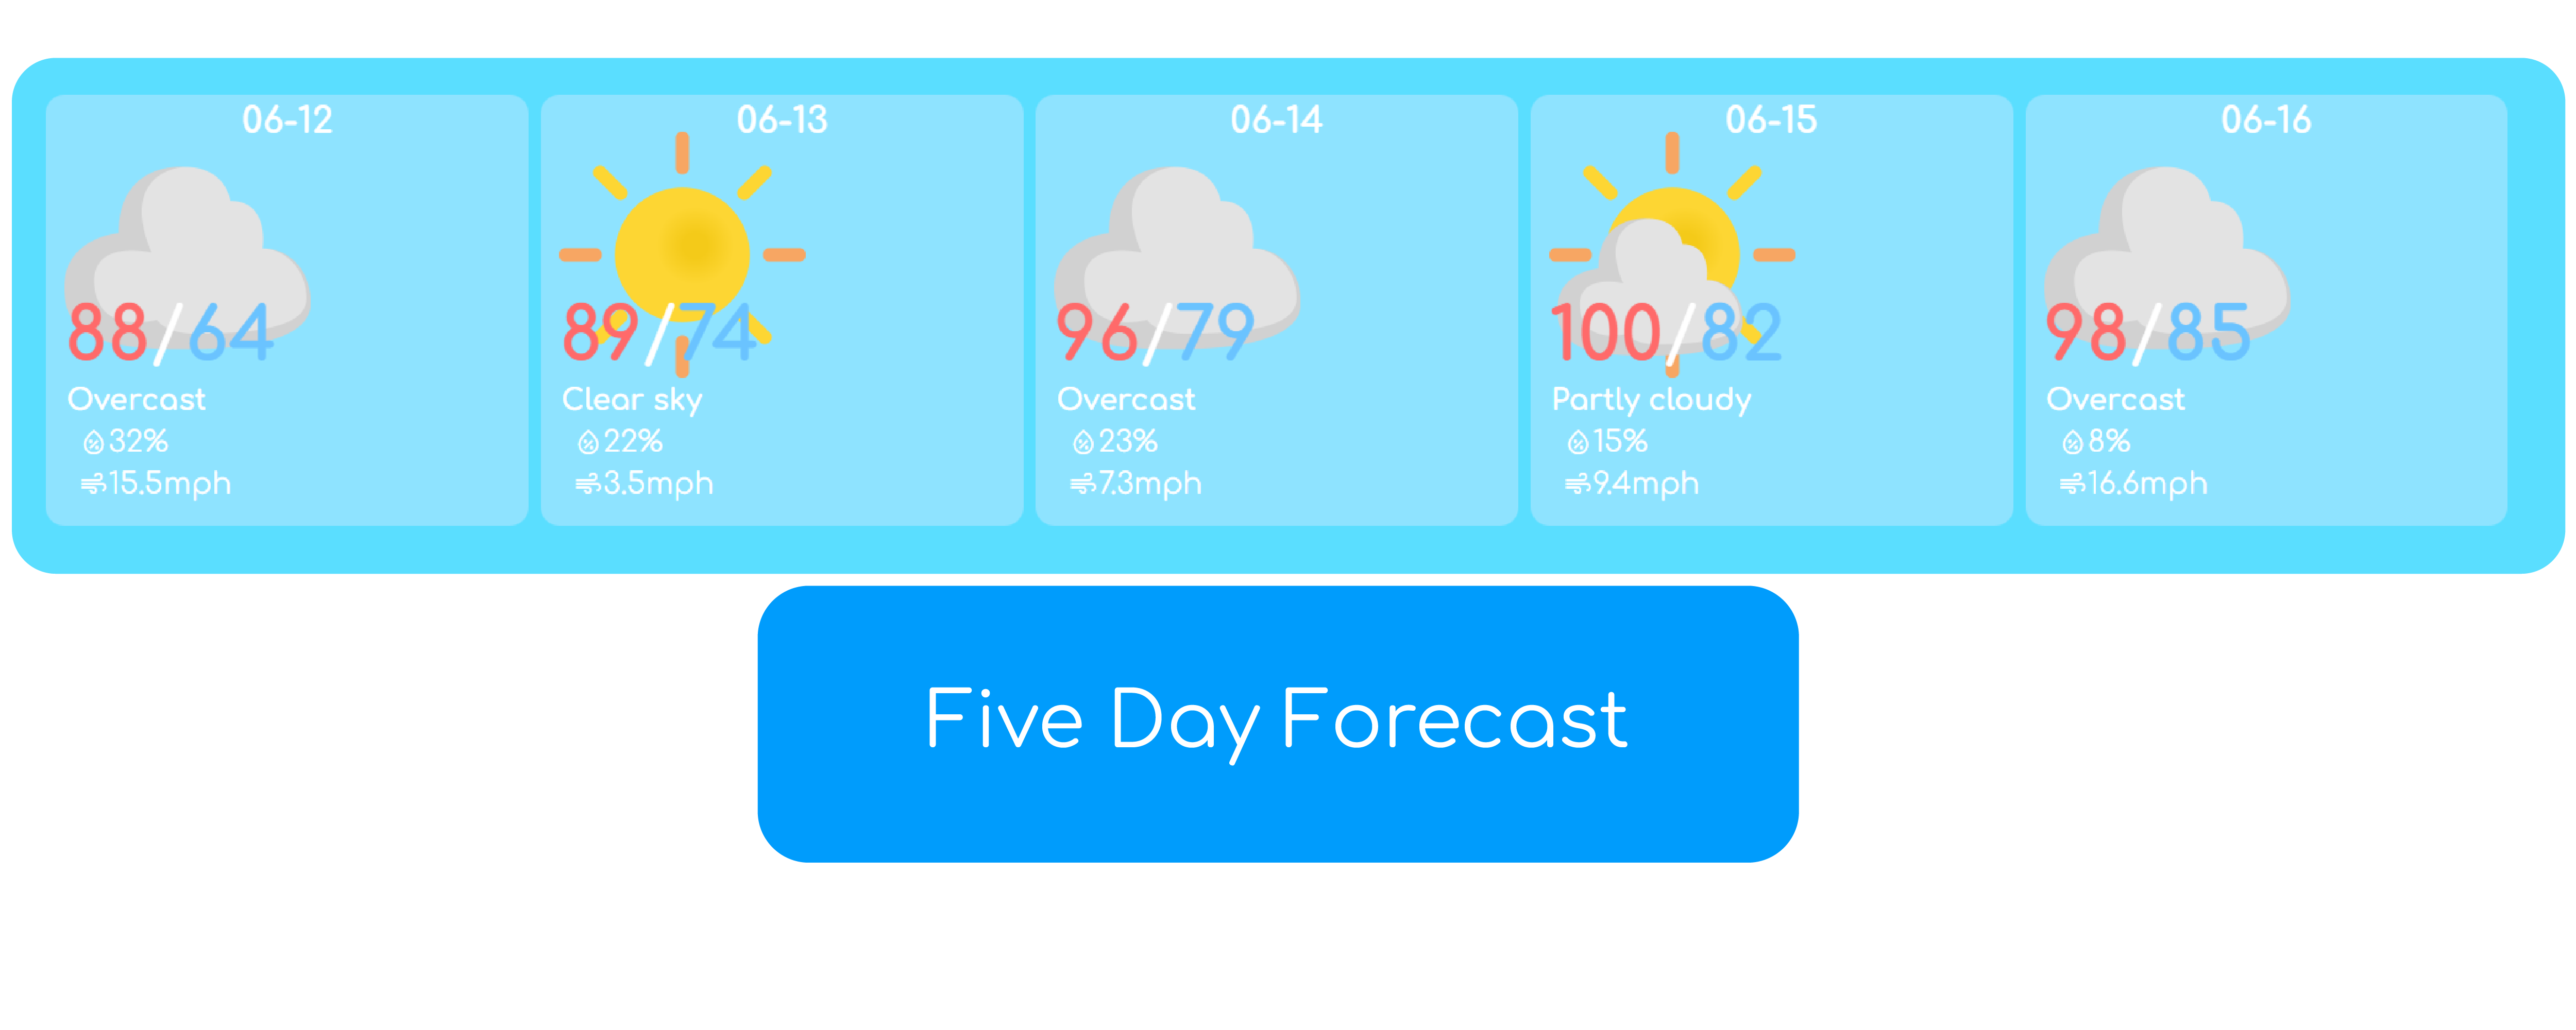 06-12
88/64
Overcast
32%
15.5mph
06-13
89/74
Clear sky
22%
3.5mph
06-14
96/79
Overcast
23%
7.3mph
06-15
100/82
Partly cloudy
15%
9.4mph
06-16
98/85
Overcast
8%
16.6mph
Five Day Forecast